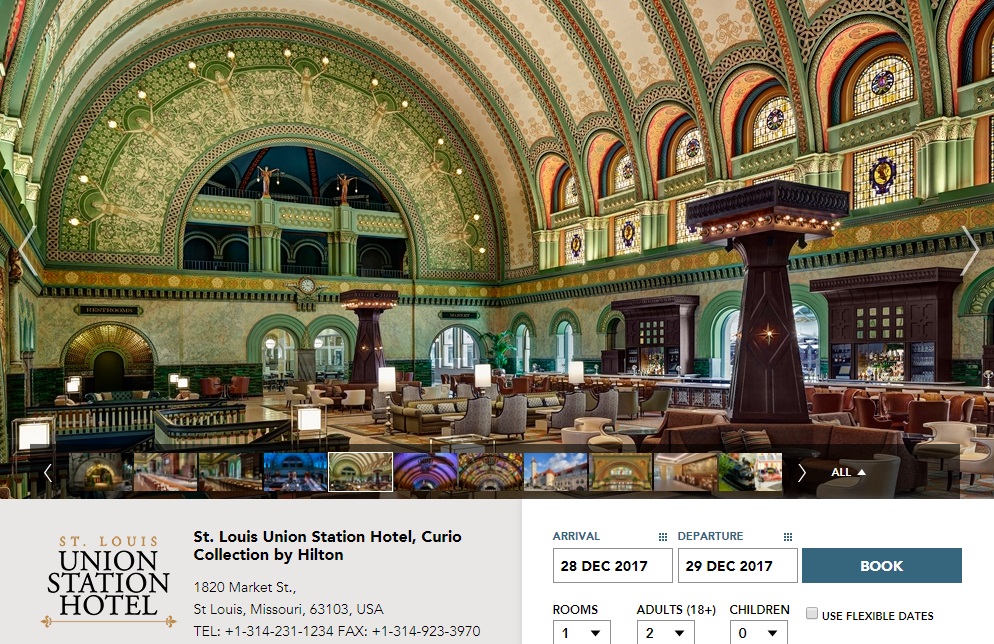 RESTROOMS
ALL
ST. LOUIS
UNION
STATION
HOTEL
St. Louis Union Station Hotel, Curio
Collection by Hilton
1820 Market St.,
St Louis, Missouri, 63103, USA
TEL: +1-314-231-1234 FAX: +1-314-923-3970
ARRIVAL
DEPARTURE
28 DEC 2017
29 DEC 2017
BOOK
ROOMS
ADULTS (18+)
CHILDREN
USE FLEXIBLE DATES
1
2
0